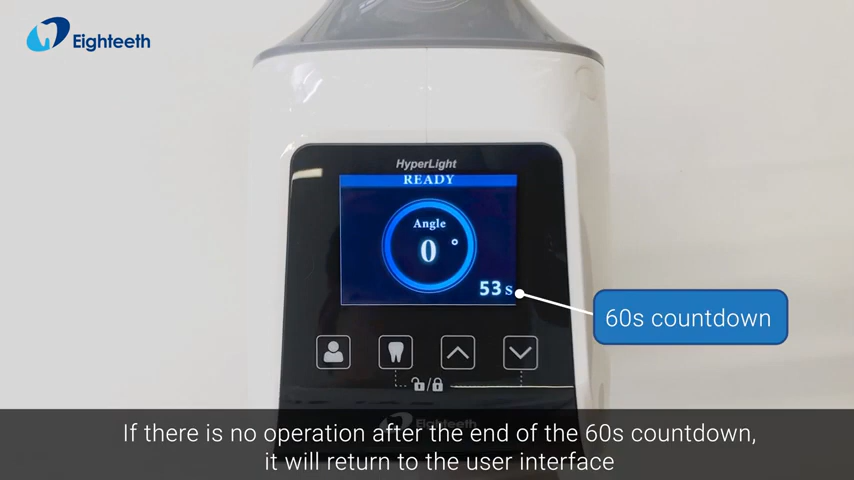 Eighteeth
HyperLight
READY
Angle
0°
53 s
60s countdown
Eighteeth
If there is no operation after the end of the 60s countdown,
it will return to the user interface